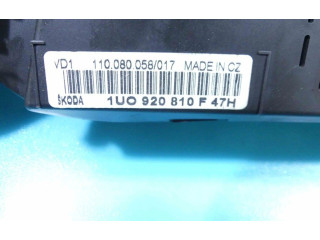 VD1 110.080.056/017 MADE IN CZ
ŠKODA 1U0 920 810 F 47H